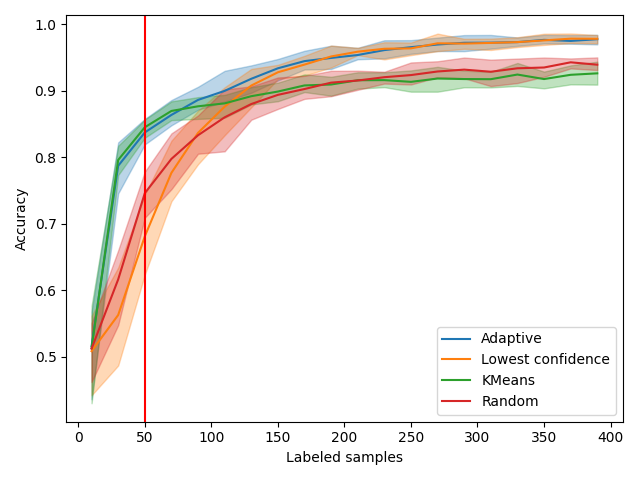 1.0
0.9
0.8
0.7
0.6
0.5
Accuracy
0 50 100 150 200 250 300 350 400
Labeled samples
Adaptive
Lowest confidence
KMeans
Random